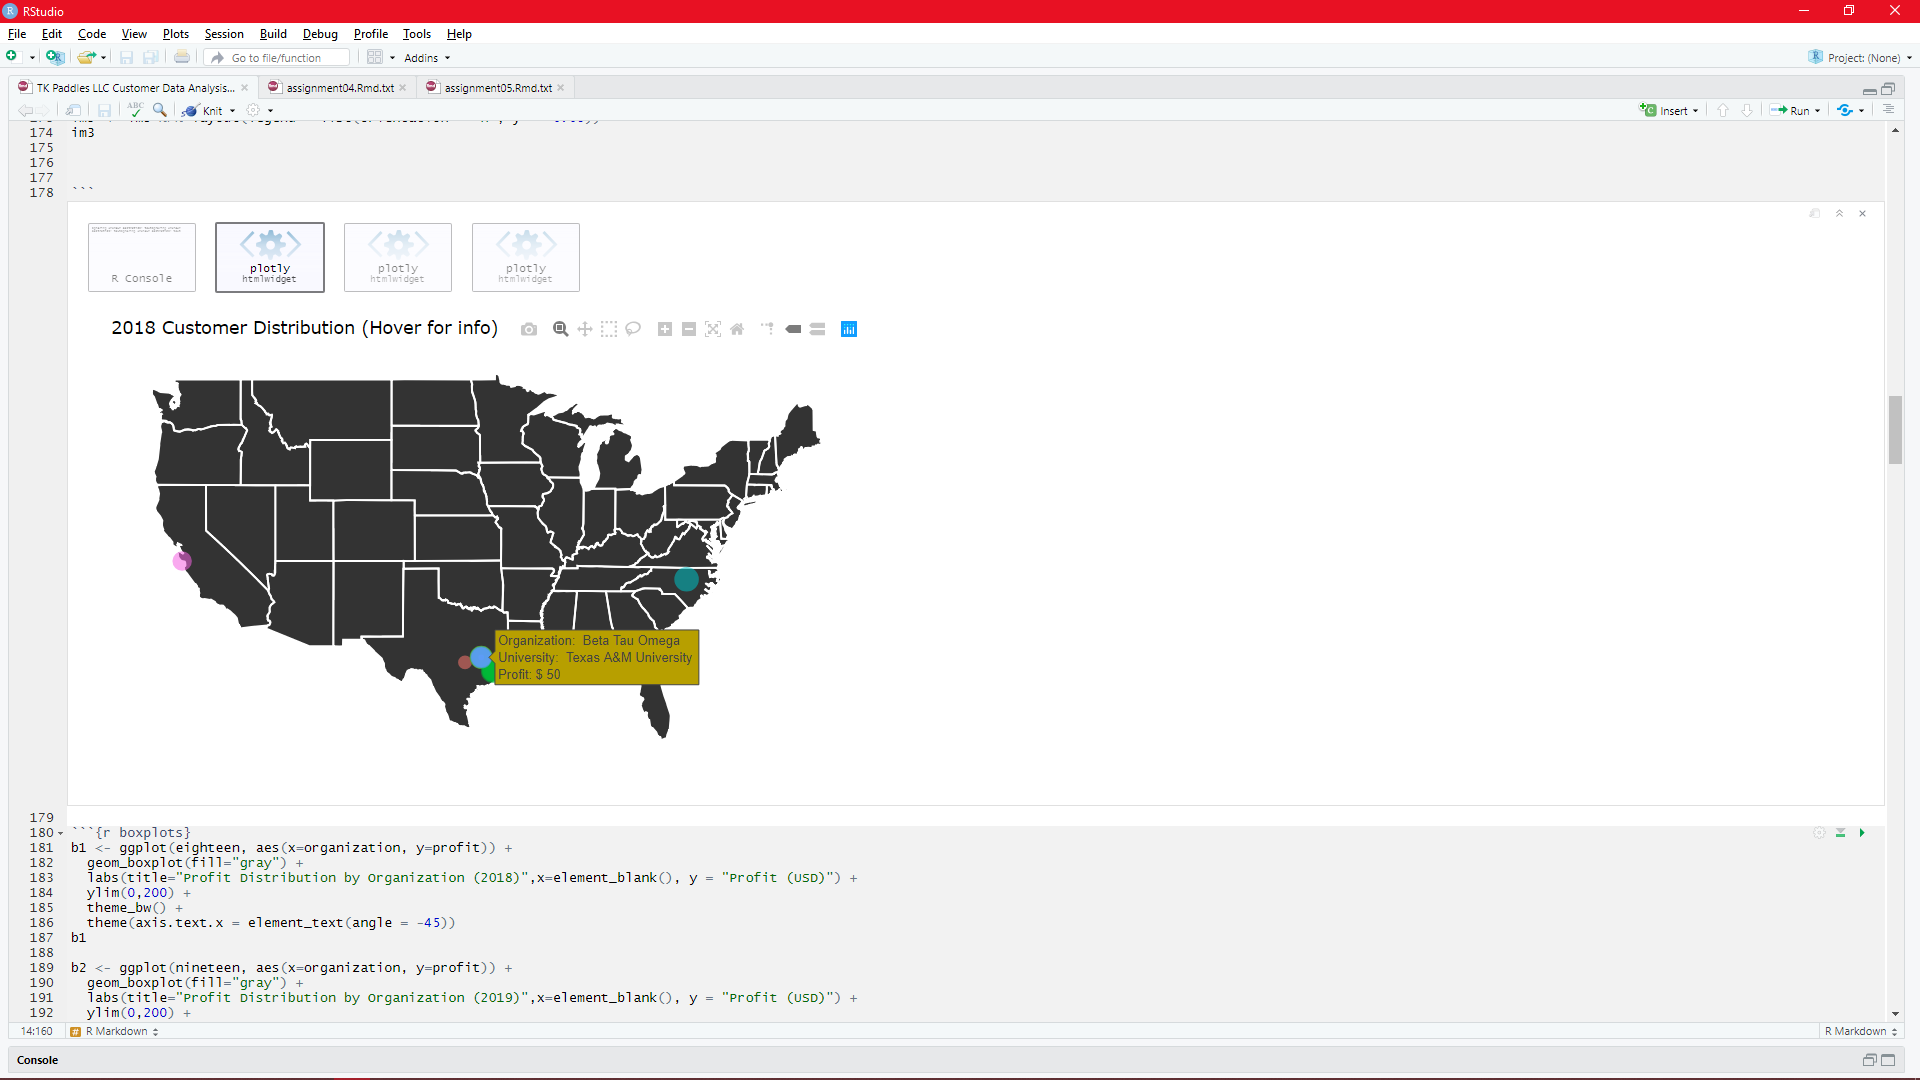 RStudio
File Edit Code View Plots Session Build Debug Profile Tools Help
Go to file/function Addins Project: (None)
TK Paddles LLC Customer Data Analysis... assignment04.Rmd.txt assignment05.Rmd.txt
ABC Knit Insert Run
174 im3
175
176
177
178 ```
R Console
plotly
htmlwidget
plotly
htmlwidget
plotly
htmlwidget
2018 Customer Distribution (Hover for info)
Organization: Beta Tau Omega
University: Texas A&M University
Profit: $ 50
179
180 ```{r boxplots}
181 b1 <- ggplot(eighteen, aes(x=organization, y=profit)) +
182 geom_boxplot(fill="gray") +
183 labs(title="Profit Distribution by Organization (2018)",x=element_blank(), y = "Profit (USD)") +
184 ylim(0,200) +
185 theme_bw() +
186 theme(axis.text.x = element_text(angle = -45))
187 b1
188
189 b2 <- ggplot(nineteen, aes(x=organization, y=profit)) +
190 geom_boxplot(fill="gray") +
191 labs(title="Profit Distribution by Organization (2019)",x=element_blank(), y = "Profit (USD)") +
192 ylim(0,200) +
14:160 # R Markdown R Markdown
Console